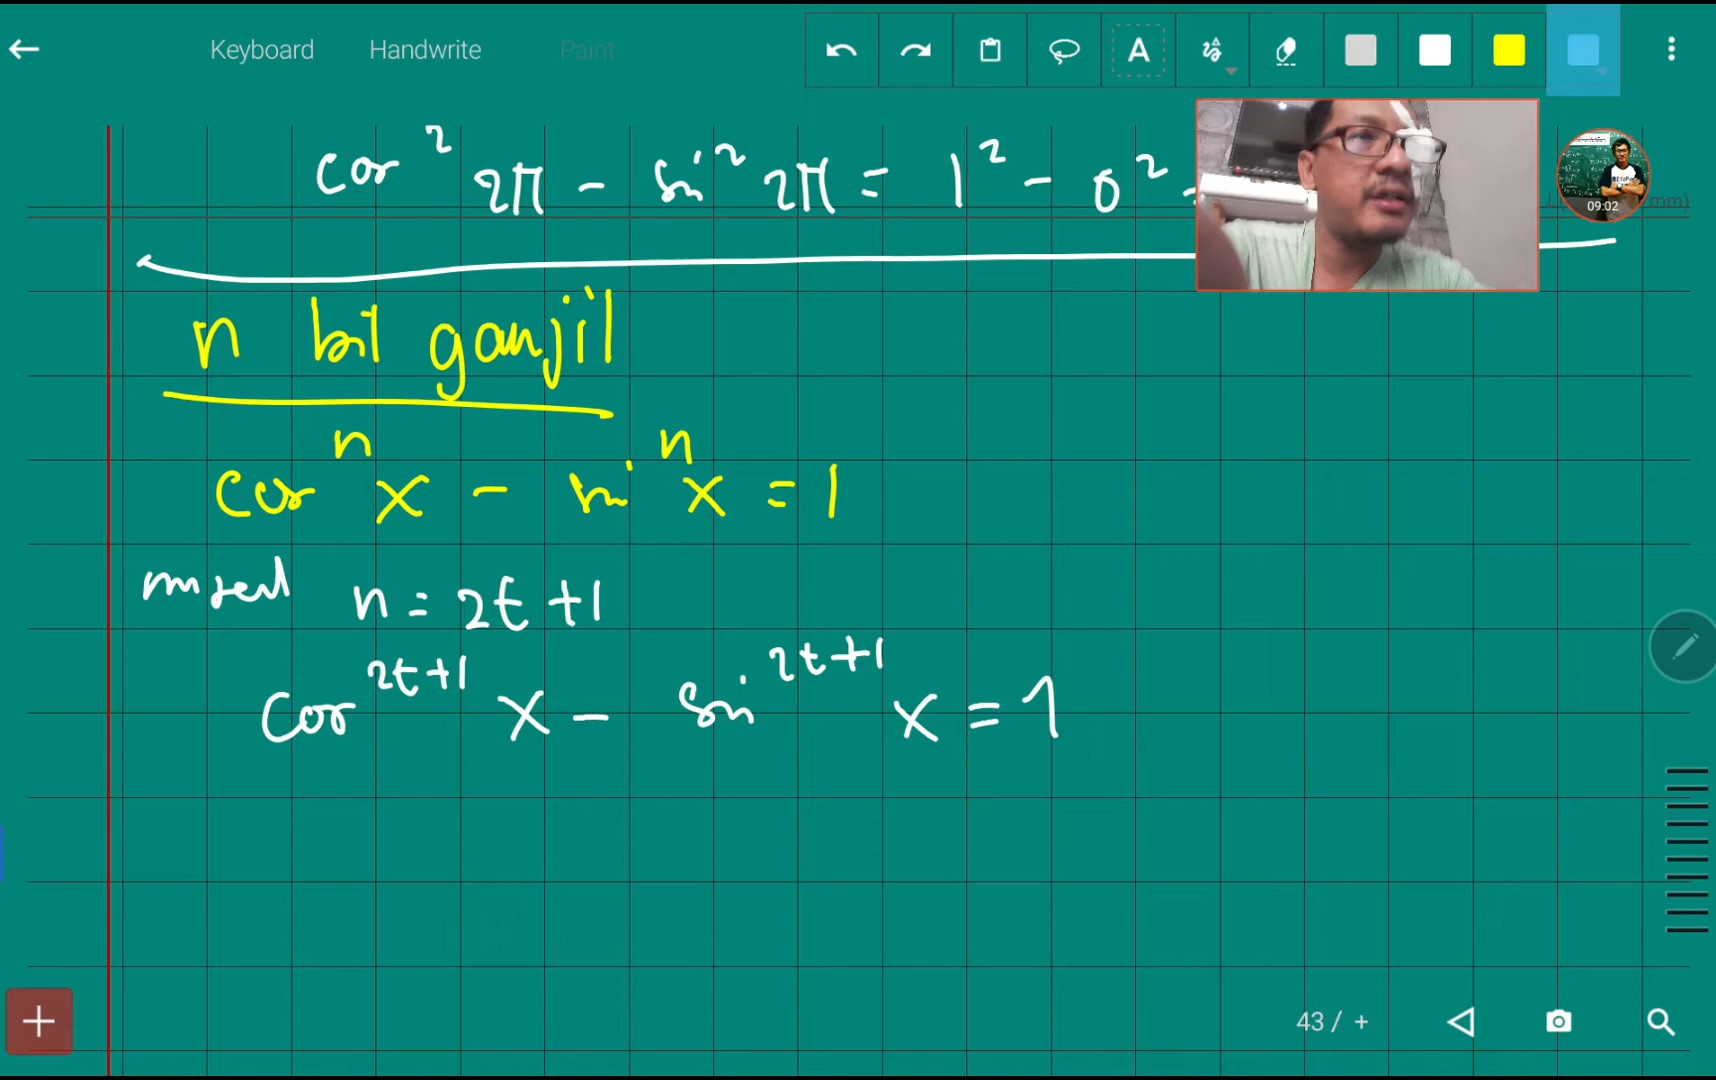 Keyboard Handwrite Paint A
cos² 2π - sin² 2π = 1² - 0²
mm)
09:02
n bil ganjil
cosⁿ x - sinⁿ x = 1
misal n = 2t + 1
cos²ᵗ⁺¹ x - sin²ᵗ⁺¹ x = 1
43 / +